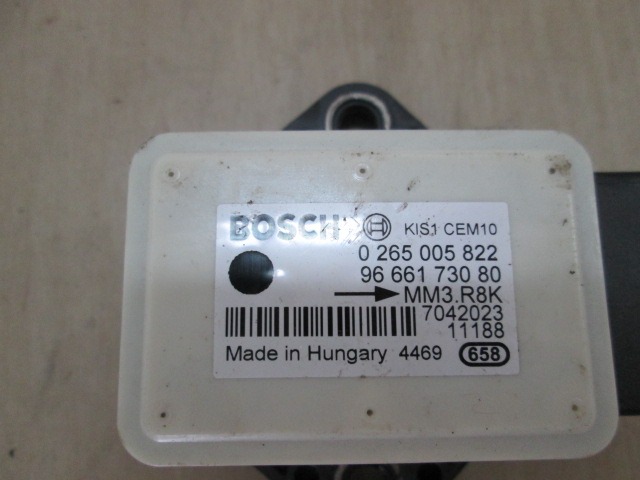 BOSCH KIS1 CEM10
0 265 005 822
96 661 730 80
MM3.R8K
7042023
11188
Made in Hungary 4469 658